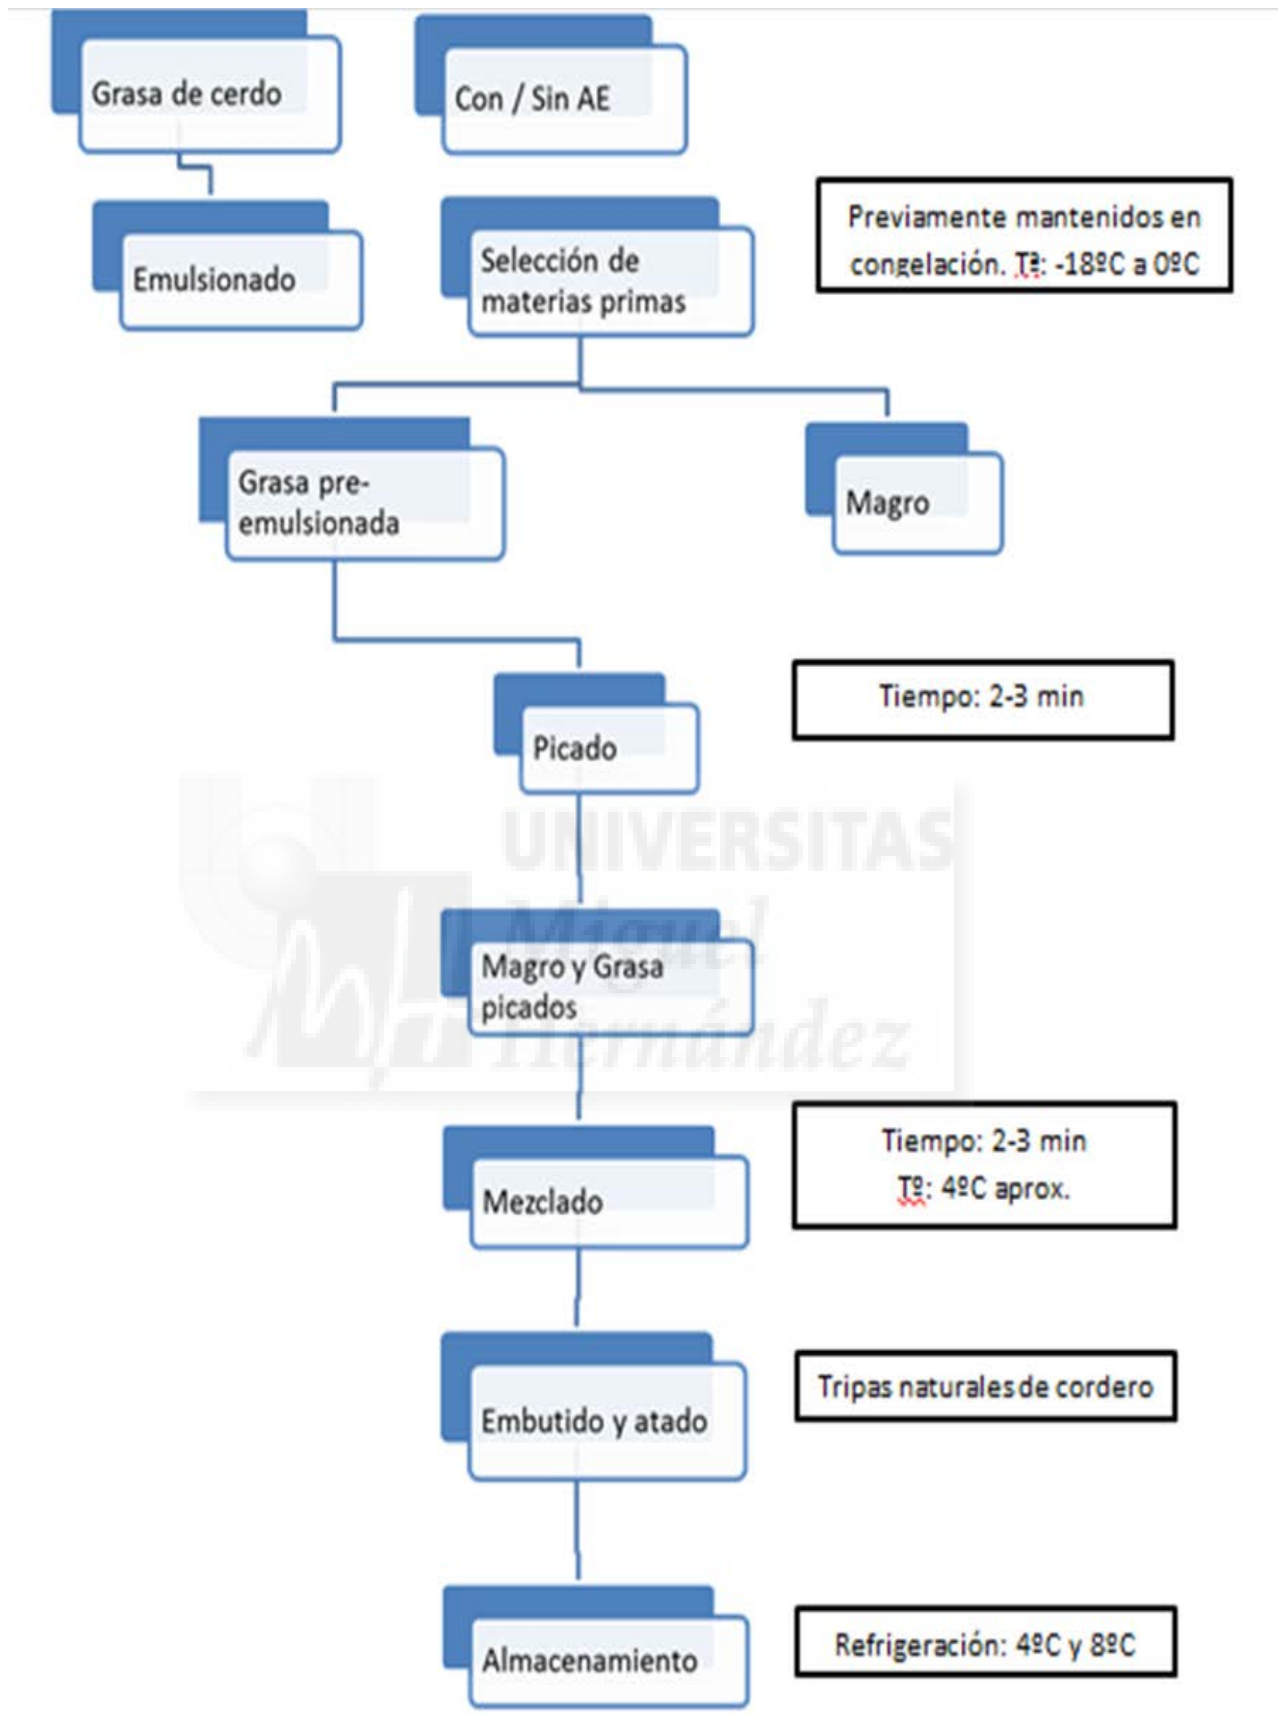 Grasa de cerdo
Con / Sin AE
Emulsionado
Selección de
materias primas
Previamente mantenidos en
congelación. Tª: -18ºC a 0ºC
Grasa pre-
emulsionada
Magro
Picado
Tiempo: 2-3 min
UNIVERSITAS
Miguel
Hernández
Magro y Grasa
picados
Mezclado
Tiempo: 2-3 min
Tº: 4ºC aprox.
Embutido y atado
Tripas naturales de cordero
Almacenamiento
Refrigeración: 4ºC y 8ºC